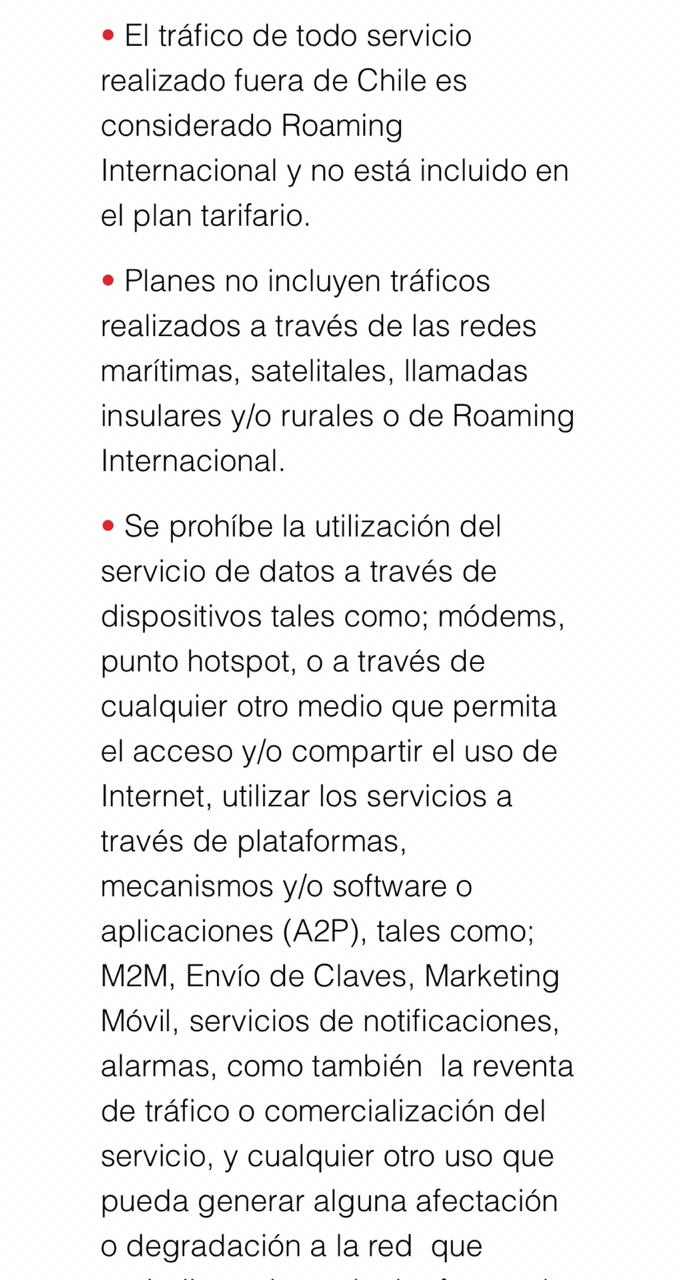 • El tráfico de todo servicio
realizado fuera de Chile es
considerado Roaming
Internacional y no está incluido en
el plan tarifario.
• Planes no incluyen tráficos
realizados a través de las redes
marítimas, satelitales, llamadas
insulares y/o rurales o de Roaming
Internacional.
• Se prohíbe la utilización del
servicio de datos a través de
dispositivos tales como; módems,
punto hotspot, o a través de
cualquier otro medio que permita
el acceso y/o compartir el uso de
Internet, utilizar los servicios a
través de plataformas,
mecanismos y/o software o
aplicaciones (A2P), tales como;
M2M, Envío de Claves, Marketing
Móvil, servicios de notificaciones,
alarmas, como también  la reventa
de tráfico o comercialización del
servicio, y cualquier otro uso que
pueda generar alguna afectación
o degradación a la red  que